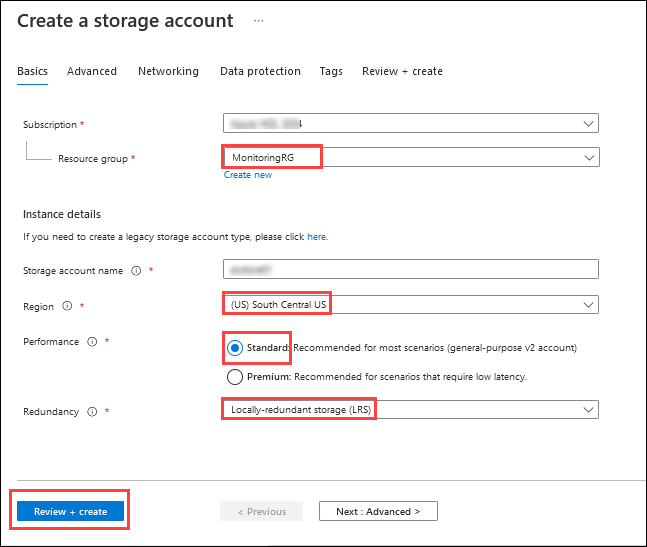 Create a storage account ...
Basics Advanced Networking Data protection Tags Review + create
Subscription *
Resource group * MonitoringRG
Create new
Instance details
If you need to create a legacy storage account type, please click here.
Storage account name *
Region * (US) South Central US
Performance * Standard: Recommended for most scenarios (general-purpose v2 account)
Premium: Recommended for scenarios that require low latency.
Redundancy * Locally-redundant storage (LRS)
Review + create < Previous Next : Advanced >